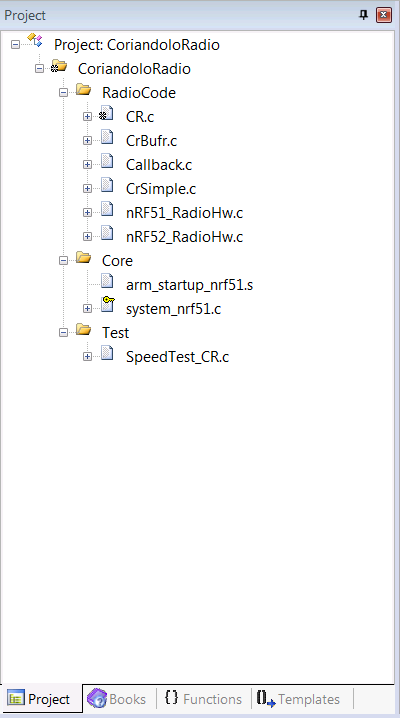 Project
Project: CoriandoloRadio
CoriandoloRadio
RadioCode
CR.c
CrBufr.c
Callback.c
CrSimple.c
nRF51_RadioHw.c
nRF52_RadioHw.c
Core
arm_startup_nrf51.s
system_nrf51.c
Test
SpeedTest_CR.c
Project Books {} Functions 0 Templates